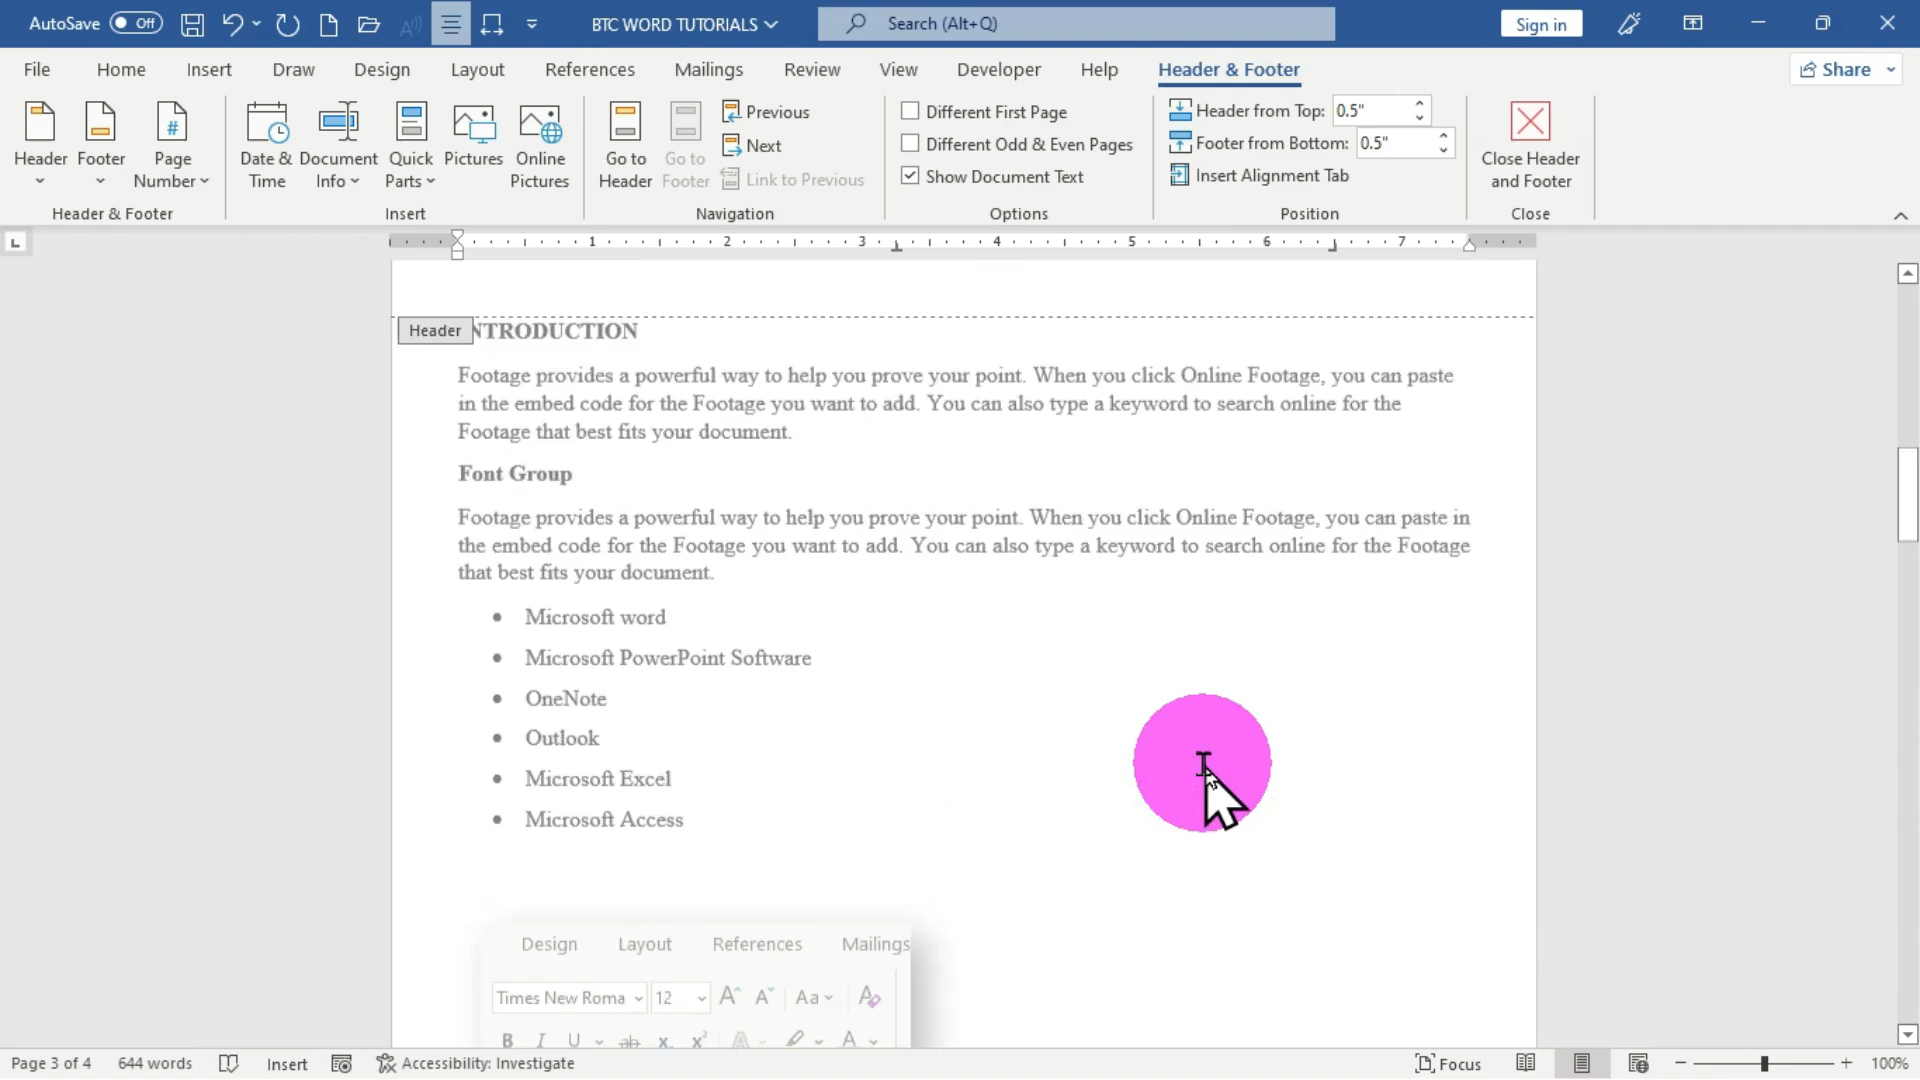 AutoSave Off BTC WORD TUTORIALS Search (Alt+Q) Sign in
File Home Insert Draw Design Layout References Mailings Review View Developer Help Header & Footer Share
Header Footer Page Number
Header & Footer
Date & Time Document Info Quick Parts Pictures Online Pictures
Insert
Go to Header Go to Footer Previous
Next
Link to Previous
Navigation
Different First Page
Different Odd & Even Pages
Show Document Text
Options
Header from Top: 0.5"
Footer from Bottom: 0.5"
Insert Alignment Tab
Position
Close Header and Footer
Close
1 2 3 4 5 6 7
Header NTRODUCTION
Footage provides a powerful way to help you prove your point. When you click Online Footage, you can paste
in the embed code for the Footage you want to add. You can also type a keyword to search online for the
Footage that best fits your document.
Font Group
Footage provides a powerful way to help you prove your point. When you click Online Footage, you can paste in
the embed code for the Footage you want to add. You can also type a keyword to search online for the Footage
that best fits your document.
• Microsoft word
• Microsoft PowerPoint Software
• OneNote
• Outlook
• Microsoft Excel
• Microsoft Access
Design Layout References Mailings
Times New Roma 12 A A Aa A
B I U ab x x A A
Page 3 of 4 644 words Insert Accessibility: Investigate Focus 100%